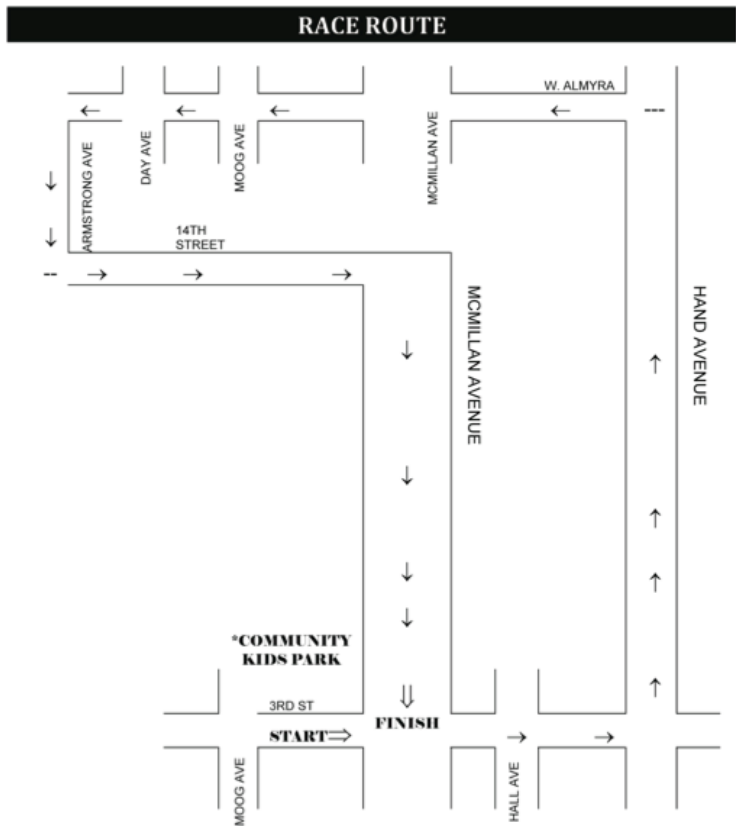 RACE ROUTE
W. ALMYRA
ARMSTRONG AVE
DAY AVE
MOOG AVE
MCMILLAN AVE
14TH
STREET
MCMILLAN AVENUE
HAND AVENUE
*COMMUNITY
KIDS PARK
3RD ST
START
FINISH
MOOG AVE
HALL AVE